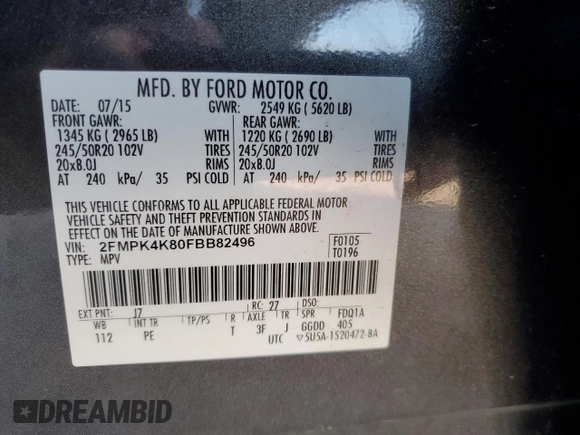 MFD. BY FORD MOTOR CO.
DATE: 07/15 GVWR: 2549 KG ( 5620 LB)
FRONT GAWR: REAR GAWR:
1345 KG ( 2965 LB) WITH 1220 KG ( 2690 LB) WITH
245/50R20 102V TIRES 245/50R20 102V TIRES
20x8.0J RIMS 20x8.0J RIMS
AT 240 kPa/ 35 PSI COLD AT 240 kPa/ 35 PSI COLD
THIS VEHICLE CONFORMS TO ALL APPLICABLE FEDERAL MOTOR
VEHICLE SAFETY AND THEFT PREVENTION STANDARDS IN
EFFECT ON THE DATE OF MANUFACTURE SHOWN ABOVE.
VIN: 2FMPK4K80FBB82496 F0105
TYPE: MPV T0196
EXT PNT: J7 RC: 27 DSO:
WB INT TR TP/PS R AXLE TR SPR FDQ1A
112 PE T 3F J GGDD 405
UTC ▽5U5A-1520472-BA
DREAMBID